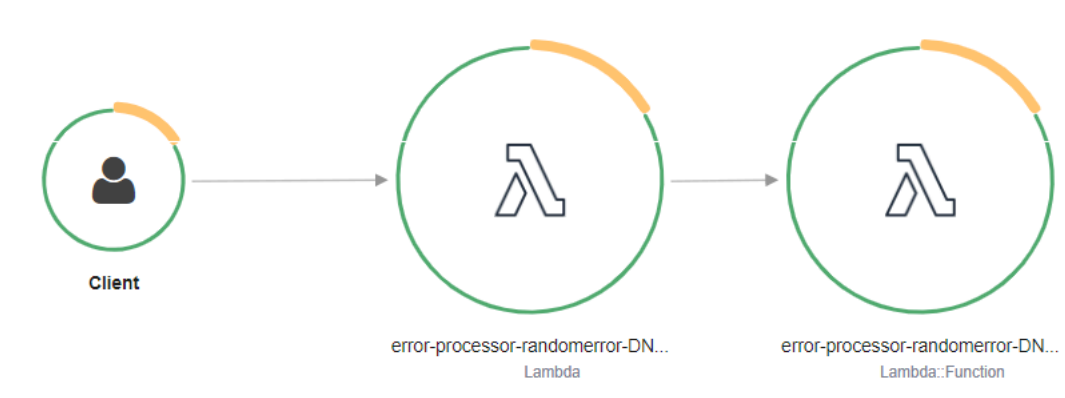 Client
error-processor-randomerror-DN...
Lambda
error-processor-randomerror-DN...
Lambda::Function